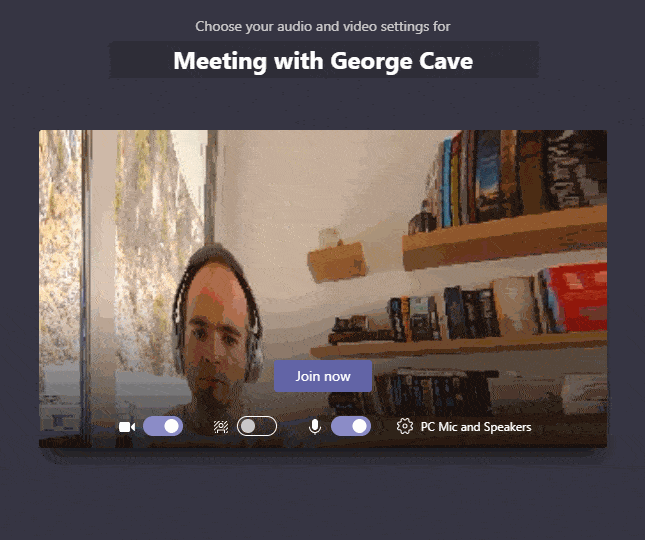 Choose your audio and video settings for
Meeting with George Cave
Join now
PC Mic and Speakers